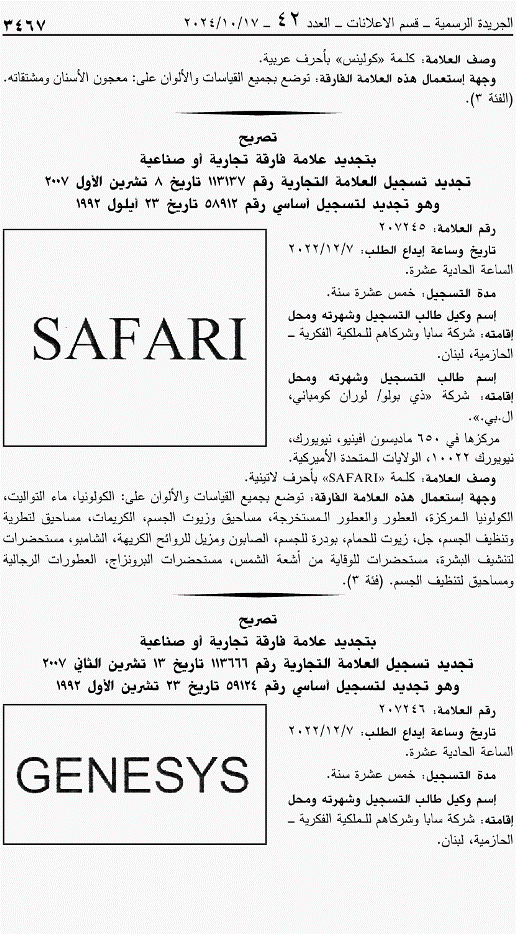 الجريدة الرسمية ــ قسم الاعلانات ــ العدد ٤٢ ــ ٢٠٢٤/١٠/١٧
٣٤٦٧
وصف العلامة: كلمة «كولينس» بأحرف عربية.
وجهة إستعمال هذه العلامة الفارقة: توضع بجميع القياسات والألوان على: معجون الأسنان ومشتقاته.
(الفئة ٣).
تصريح
بتجديد علامة فارقة تجارية أو صناعية
تجديد تسجيل العلامة التجارية رقم ١١٣١٣٧ تاريخ ٨ تشرين الأول ٢٠٠٧
وهو تجديد لتسجيل أساسي رقم ٥٨٩١٢ تاريخ ٢٣ أيلول ١٩٩٢
رقم العلامة: ٢٠٧٢٤٥
تاريخ وساعة إيداع الطلب: ٢٠٢٢/١٢/٧
الساعة الحادية عشرة.
مدة التسجيل: خمس عشرة سنة.
إسم وكيل طالب التسجيل وشهرته ومحل
إقامته: شركة سابا وشركاهم للملكية الفكرية ــ
الحازمية، لبنان.
إسم طالب التسجيل وشهرته ومحل
إقامته: شركة «ذي بولو/ لوران كومباني،
ال.بي.».
مركزها في ٦٥٠ ماديسون افينيو، نيويورك،
نيويورك ١٠٠٢٢، الولايات المتحدة الأميركية.
SAFARI
وصف العلامة: كلمة «SAFARI» بأحرف لاتينية.
وجهة إستعمال هذه العلامة الفارقة: توضع بجميع القياسات والألوان على: الكولونيا، ماء التواليت،
الكولونيا المركزة، العطور والعطور المستخرجة، مساحيق وزيوت الجسم، الكريمات، مساحيق لتطرية
وتنظيف الجسم، جل، زيوت للحمام، بودرة للجسم، الصابون ومزيل للروائح الكريهة، الشامبو، مستحضرات
لتنشيف البشرة، مستحضرات للوقاية من أشعة الشمس، مستحضرات البرونزاج، العطورات الرجالية
ومساحيق لتنظيف الجسم. (فئة ٣).
تصريح
بتجديد علامة فارقة تجارية أو صناعية
تجديد تسجيل العلامة التجارية رقم ١١٣٦٦٦ تاريخ ١٣ تشرين الثاني ٢٠٠٧
وهو تجديد لتسجيل أساسي رقم ٥٩١٢٤ تاريخ ٢٣ تشرين الأول ١٩٩٢
رقم العلامة: ٢٠٧٢٤٦
تاريخ وساعة إيداع الطلب: ٢٠٢٢/١٢/٧
الساعة الحادية عشرة.
مدة التسجيل: خمس عشرة سنة.
إسم وكيل طالب التسجيل وشهرته ومحل
إقامته: شركة سابا وشركاهم للملكية الفكرية ــ
الحازمية، لبنان.
GENESYS